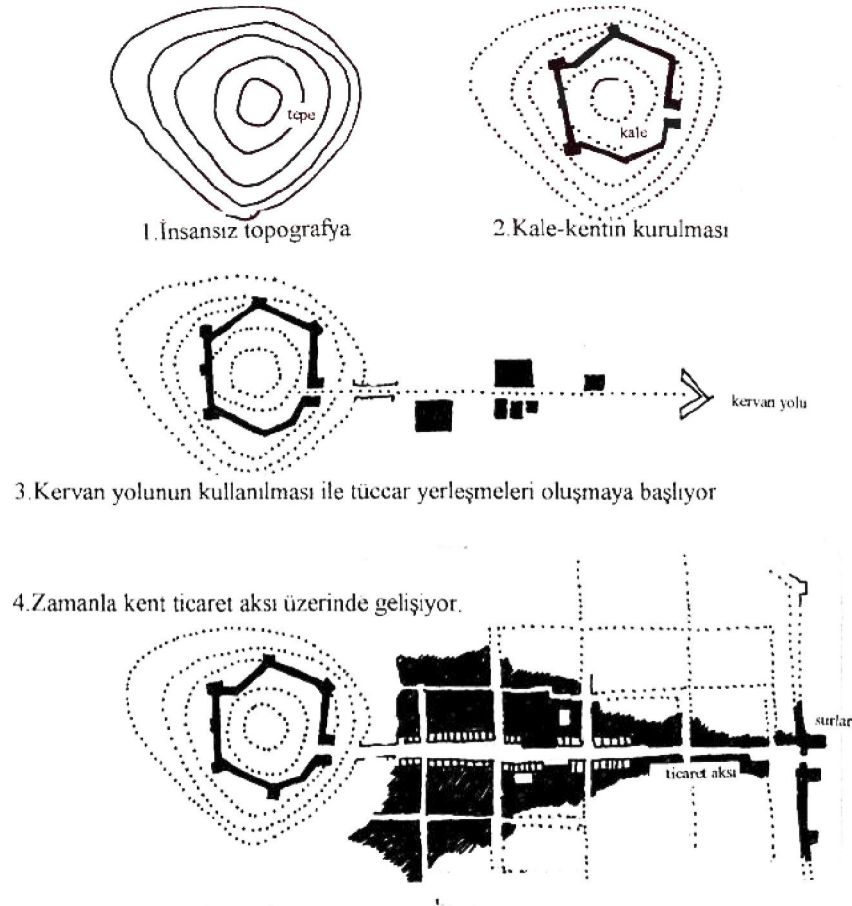 tepe
kale
1.İnsansız topografya
2.Kale-kentin kurulması
kervan yolu
3.Kervan yolunun kullanılması ile tüccar yerleşmeleri oluşmaya başlıyor
4.Zamanla kent ticaret aksı üzerinde gelişiyor.
surlar
ticaret aksı